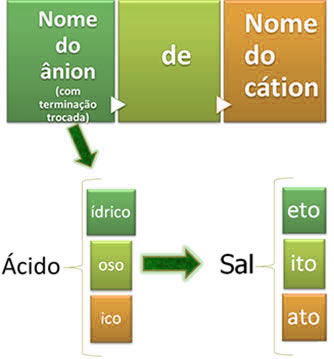 Nome
do
ânion
(com
terminação
trocada)
de
Nome
do
cátion
Ácido
ídrico
oso
ico
Sal
eto
ito
ato